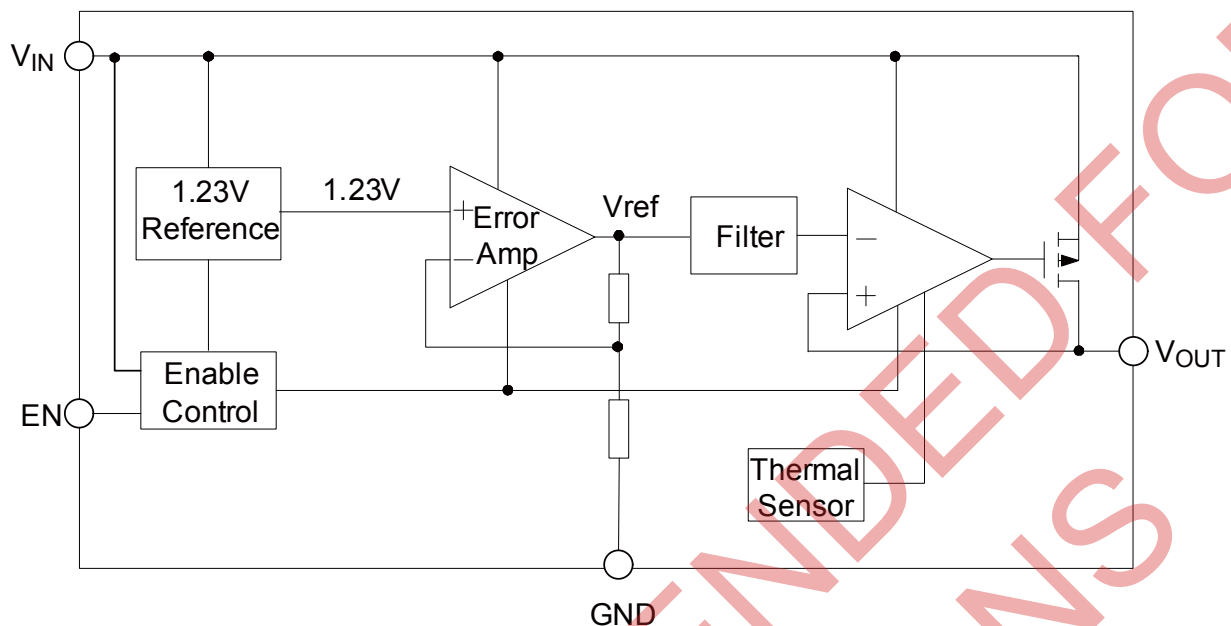 VIN
1.23V
Reference
1.23V
+
Error
Amp
−
Vref
Filter
−
+
Enable
Control
EN
VOUT
Thermal
Sensor
GND